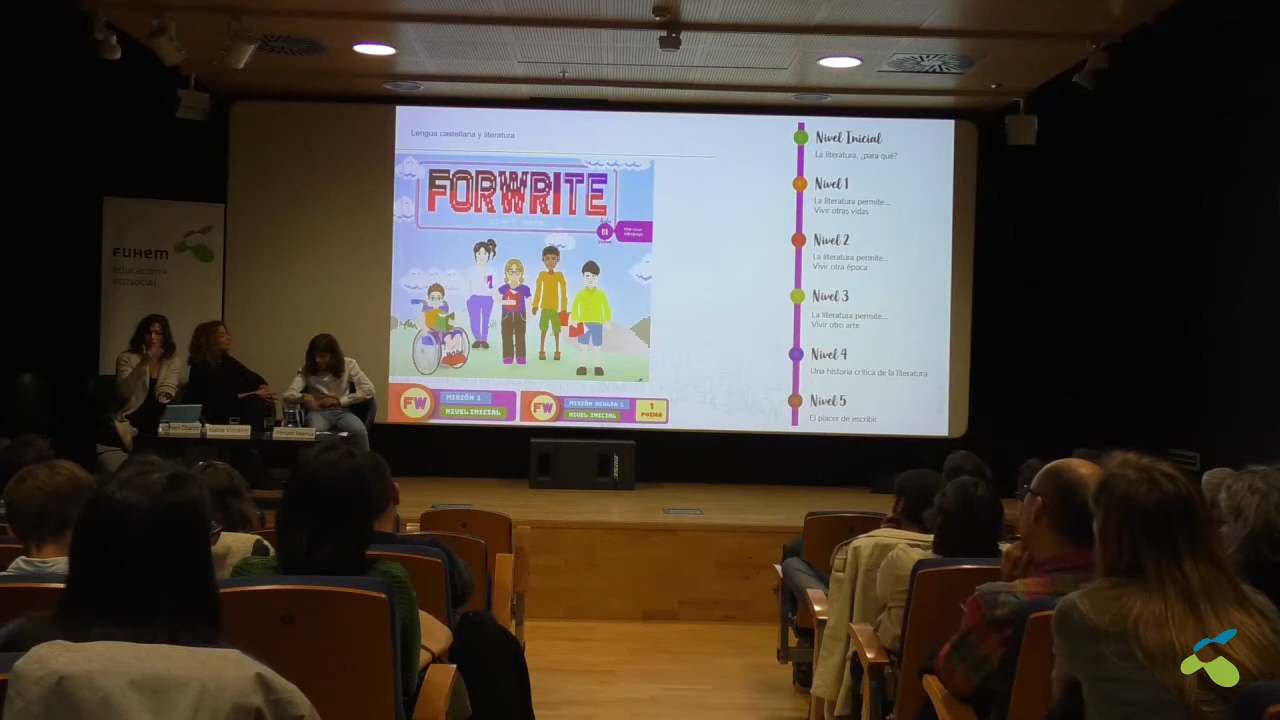 Lengua castellana y literatura
FORWRITE
Nivel Inicial
La literatura, ¿para qué?
Nivel 1
La literatura permite...
Vivir otras vidas
Nivel 2
La literatura permite...
Vivir otra época
Nivel 3
La literatura permite...
Vivir otro arte
Nivel 4
Una historia crítica de la literatura
Nivel 5
El placer de escribir
FW
MISIÓN 1
NIVEL INICIAL
FW
MISIÓN OCULTA 1
NIVEL INICIAL
1
POEMA
FUHEM
educación+
ecosocial